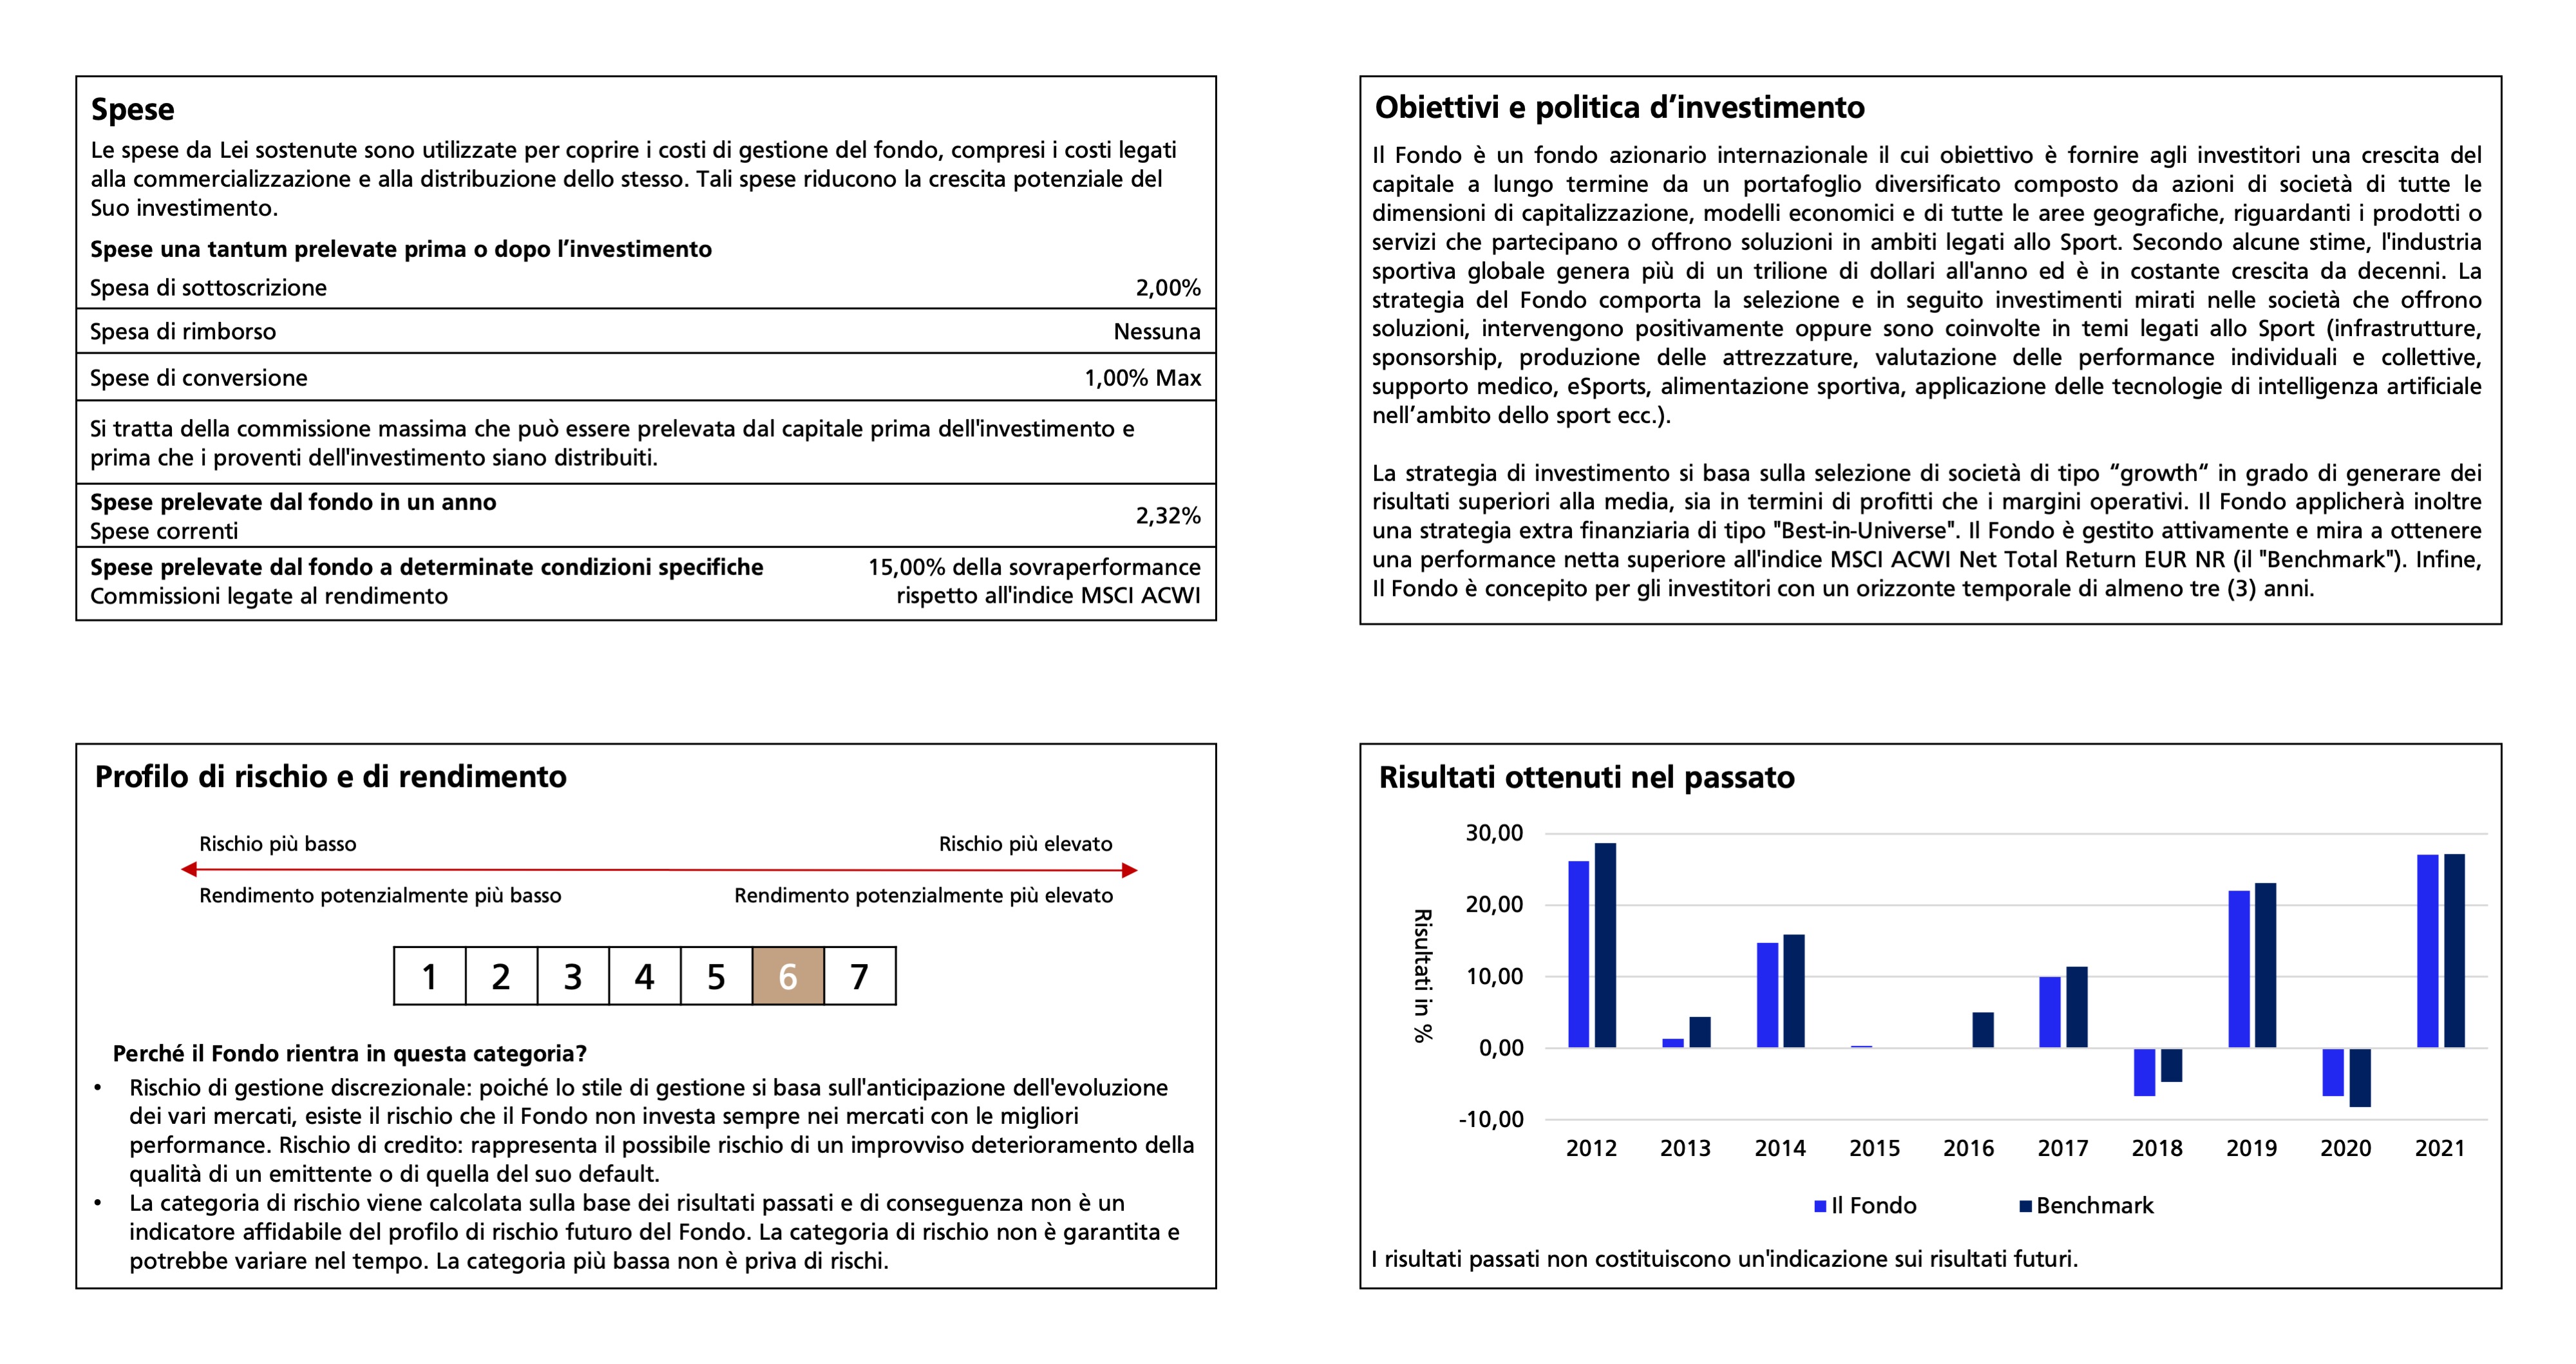 Spese
Le spese da Lei sostenute sono utilizzate per coprire i costi di gestione del fondo, compresi i costi legati
alla commercializzazione e alla distribuzione dello stesso. Tali spese riducono la crescita potenziale del
Suo investimento.
Spese una tantum prelevate prima o dopo l’investimento
Spesa di sottoscrizione 2,00%
Spesa di rimborso Nessuna
Spese di conversione 1,00% Max
Si tratta della commissione massima che può essere prelevata dal capitale prima dell'investimento e
prima che i proventi dell'investimento siano distribuiti.
Spese prelevate dal fondo in un anno
Spese correnti
2,32%
Spese prelevate dal fondo a determinate condizioni specifiche
Commissioni legate al rendimento
15,00% della sovraperformance
rispetto all'indice MSCI ACWI
Obiettivi e politica d’investimento
Il Fondo è un fondo azionario internazionale il cui obiettivo è fornire agli investitori una crescita del
capitale a lungo termine da un portafoglio diversificato composto da azioni di società di tutte le
dimensioni di capitalizzazione, modelli economici e di tutte le aree geografiche, riguardanti i prodotti o
servizi che partecipano o offrono soluzioni in ambiti legati allo Sport. Secondo alcune stime, l'industria
sportiva globale genera più di un trilione di dollari all'anno ed è in costante crescita da decenni. La
strategia del Fondo comporta la selezione e in seguito investimenti mirati nelle società che offrono
soluzioni, intervengono positivamente oppure sono coinvolte in temi legati allo Sport (infrastrutture,
sponsorship, produzione delle attrezzature, valutazione delle performance individuali e collettive,
supporto medico, eSports, alimentazione sportiva, applicazione delle tecnologie di intelligenza artificiale
nell’ambito dello sport ecc.).
La strategia di investimento si basa sulla selezione di società di tipo “growth“ in grado di generare dei
risultati superiori alla media, sia in termini di profitti che i margini operativi. Il Fondo applicherà inoltre
una strategia extra finanziaria di tipo "Best-in-Universe". Il Fondo è gestito attivamente e mira a ottenere
una performance netta superiore all'indice MSCI ACWI Net Total Return EUR NR (il "Benchmark"). Infine,
Il Fondo è concepito per gli investitori con un orizzonte temporale di almeno tre (3) anni.
Profilo di rischio e di rendimento
Rischio più basso Rischio più elevato
Rendimento potenzialmente più basso Rendimento potenzialmente più elevato
1 2 3 4 5 6 7
Perché il Fondo rientra in questa categoria?
• Rischio di gestione discrezionale: poiché lo stile di gestione si basa sull'anticipazione dell'evoluzione
dei vari mercati, esiste il rischio che il Fondo non investa sempre nei mercati con le migliori
performance. Rischio di credito: rappresenta il possibile rischio di un improvviso deterioramento della
qualità di un emittente o di quella del suo default.
• La categoria di rischio viene calcolata sulla base dei risultati passati e di conseguenza non è un
indicatore affidabile del profilo di rischio futuro del Fondo. La categoria di rischio non è garantita e
potrebbe variare nel tempo. La categoria più bassa non è priva di rischi.
Risultati ottenuti nel passato
Risultati in %
30,00
20,00
10,00
0,00
-10,00
2012 2013 2014 2015 2016 2017 2018 2019 2020 2021
Il Fondo Benchmark
I risultati passati non costituiscono un'indicazione sui risultati futuri.